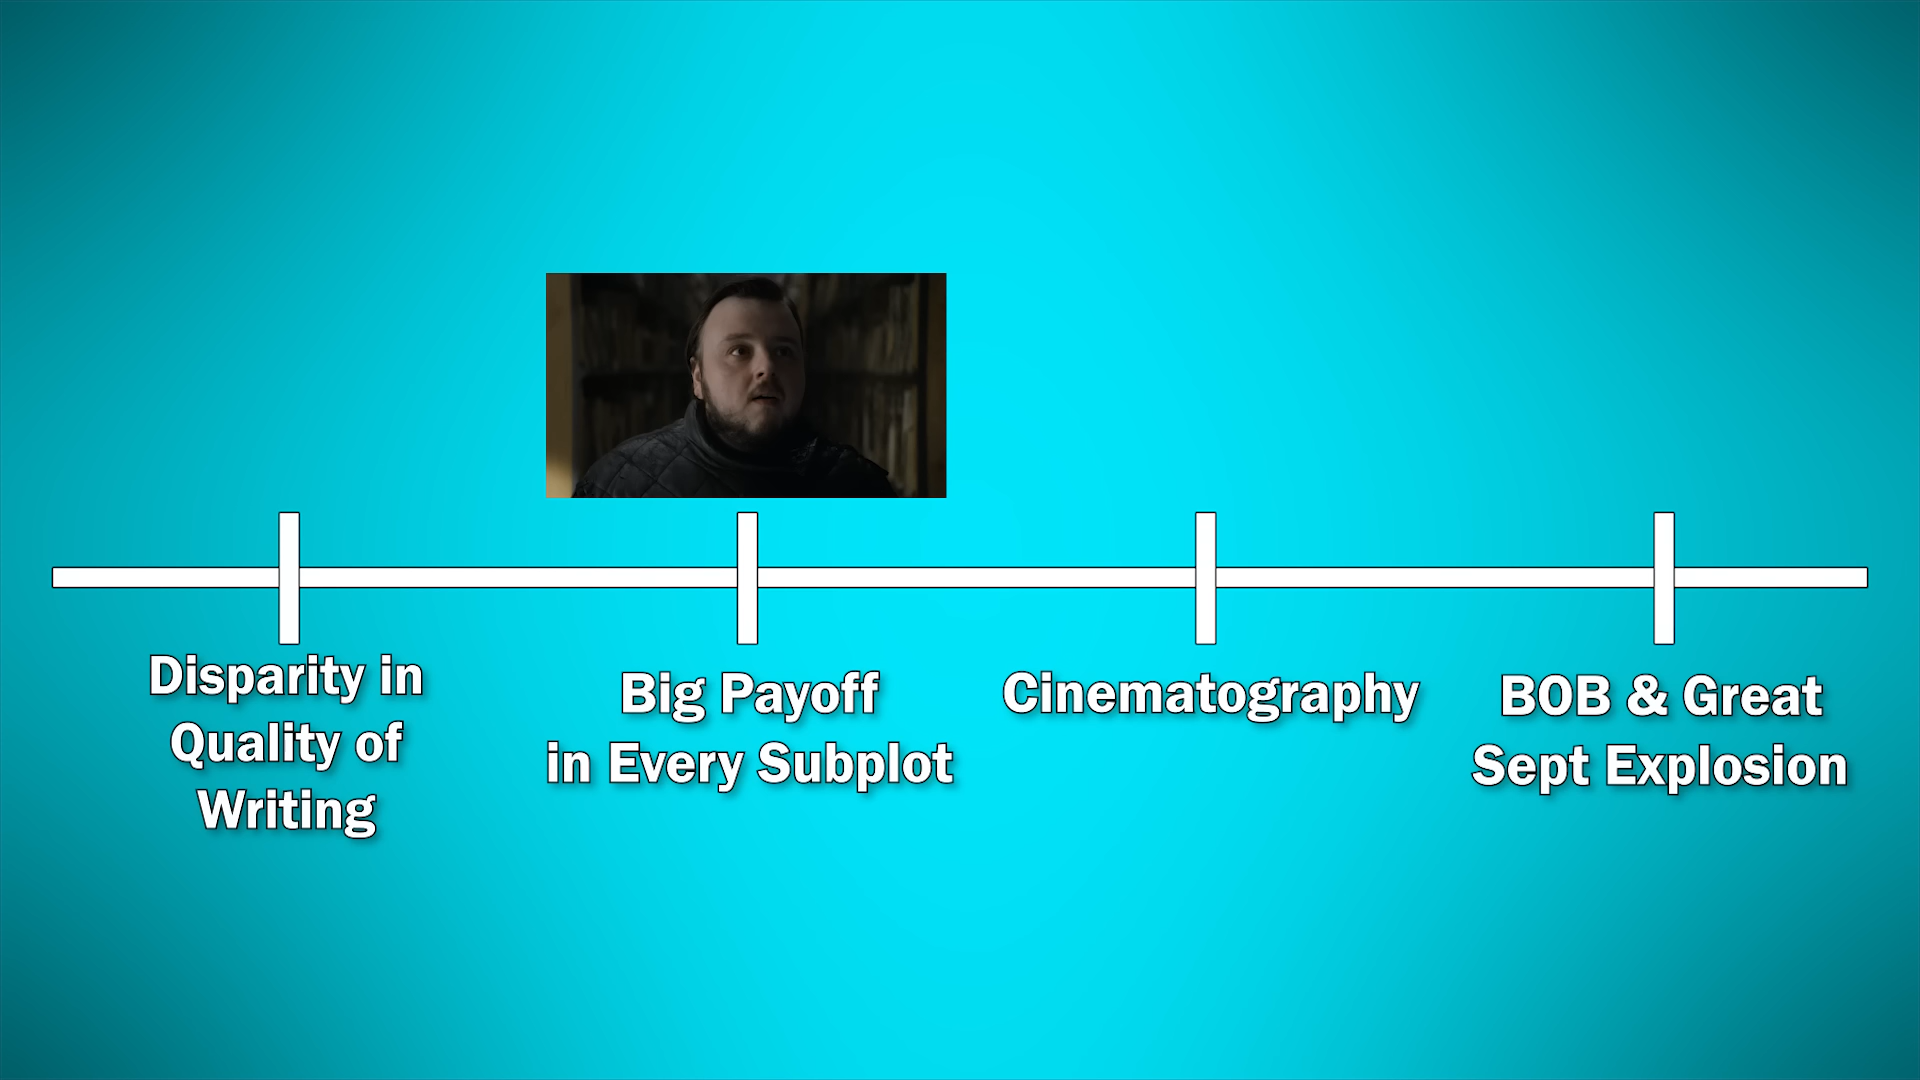 Disparity in
Quality of
Writing
Big Payoff
in Every Subplot
Cinematography
BOB & Great
Sept Explosion